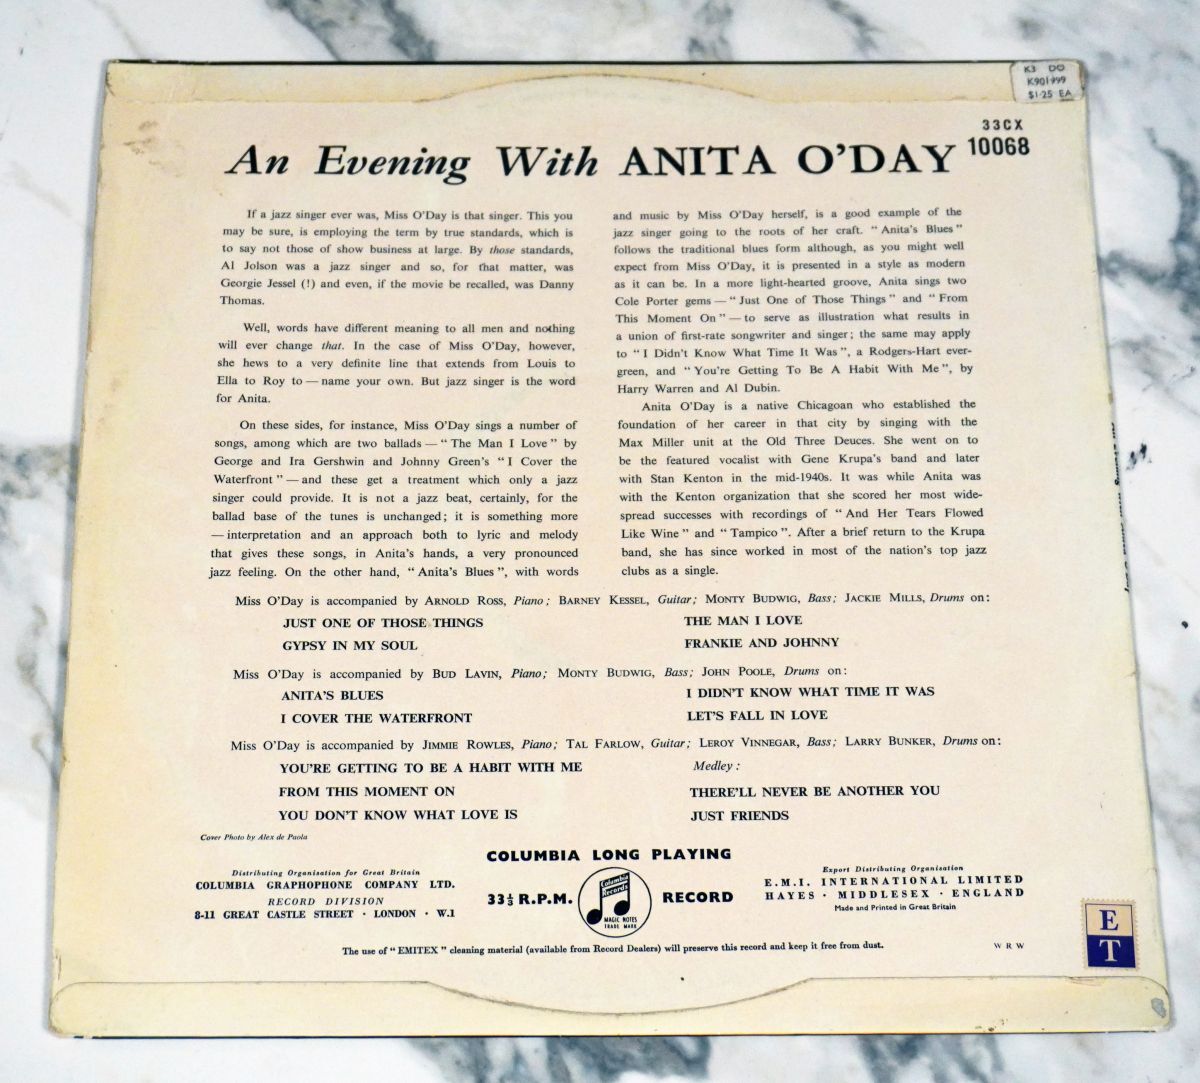 K3 DO
K901999
$1·25 EA
33CX
10068
An Evening With ANITA O'DAY
If a jazz singer ever was, Miss O'Day is that singer. This you
may be sure, is employing the term by true standards, which is
to say not those of show business at large. By those standards,
Al Jolson was a jazz singer and so, for that matter, was
Georgie Jessel (!) and even, if the movie be recalled, was Danny
Thomas.
Well, words have different meaning to all men and nothing
will ever change that. In the case of Miss O'Day, however,
she hews to a very definite line that extends from Louis to
Ella to Roy to — name your own. But jazz singer is the word
for Anita.
On these sides, for instance, Miss O'Day sings a number of
songs, among which are two ballads — “The Man I Love” by
George and Ira Gershwin and Johnny Green's “I Cover the
Waterfront” — and these get a treatment which only a jazz
singer could provide. It is not a jazz beat, certainly, for the
ballad base of the tunes is unchanged; it is something more
— interpretation and an approach both to lyric and melody
that gives these songs, in Anita's hands, a very pronounced
jazz feeling. On the other hand, “Anita's Blues”, with words
and music by Miss O'Day herself, is a good example of the
jazz singer going to the roots of her craft. “Anita's Blues”
follows the traditional blues form although, as you might well
expect from Miss O'Day, it is presented in a style as modern
as it can be. In a more light-hearted groove, Anita sings two
Cole Porter gems — “Just One of Those Things” and “From
This Moment On” — to serve as illustration what results in
a union of first-rate songwriter and singer; the same may apply
to “I Didn't Know What Time It Was”, a Rodgers-Hart ever-
green, and “You're Getting To Be A Habit With Me”, by
Harry Warren and Al Dubin.
Anita O'Day is a native Chicagoan who established the
foundation of her career in that city by singing with the
Max Miller unit at the Old Three Deuces. She went on to
be the featured vocalist with Gene Krupa's band and later
with Stan Kenton in the mid-1940s. It was while Anita was
with the Kenton organization that she scored her most wide-
spread successes with recordings of “And Her Tears Flowed
Like Wine” and “Tampico”. After a brief return to the Krupa
band, she has since worked in most of the nation's top jazz
clubs as a single.
Miss O'Day is accompanied by Arnold Ross, Piano; Barney Kessel, Guitar; Monty Budwig, Bass; Jackie Mills, Drums on:
JUST ONE OF THOSE THINGS
THE MAN I LOVE
GYPSY IN MY SOUL
FRANKIE AND JOHNNY
Miss O'Day is accompanied by Bud Lavin, Piano; Monty Budwig, Bass; John Poole, Drums on:
ANITA'S BLUES
I DIDN'T KNOW WHAT TIME IT WAS
I COVER THE WATERFRONT
LET'S FALL IN LOVE
Miss O'Day is accompanied by Jimmie Rowles, Piano; Tal Farlow, Guitar; Leroy Vinnegar, Bass; Larry Bunker, Drums on:
YOU'RE GETTING TO BE A HABIT WITH ME
Medley:
FROM THIS MOMENT ON
THERE'LL NEVER BE ANOTHER YOU
YOU DON'T KNOW WHAT LOVE IS
JUST FRIENDS
Cover Photo by Alex de Paola
COLUMBIA LONG PLAYING
Distributing Organisation for Great Britain
COLUMBIA GRAPHOPHONE COMPANY LTD.
RECORD DIVISION
8-11 GREAT CASTLE STREET · LONDON · W.1
33⅓ R.P.M.
Columbia
Records
MAGIC NOTES
TRADE MARK
RECORD
Export Distributing Organisation
E.M.I. INTERNATIONAL LIMITED
HAYES · MIDDLESEX · ENGLAND
Made and Printed in Great Britain
The use of “EMITEX” cleaning material (available from Record Dealers) will preserve this record and keep it free from dust.
W R W
E
T